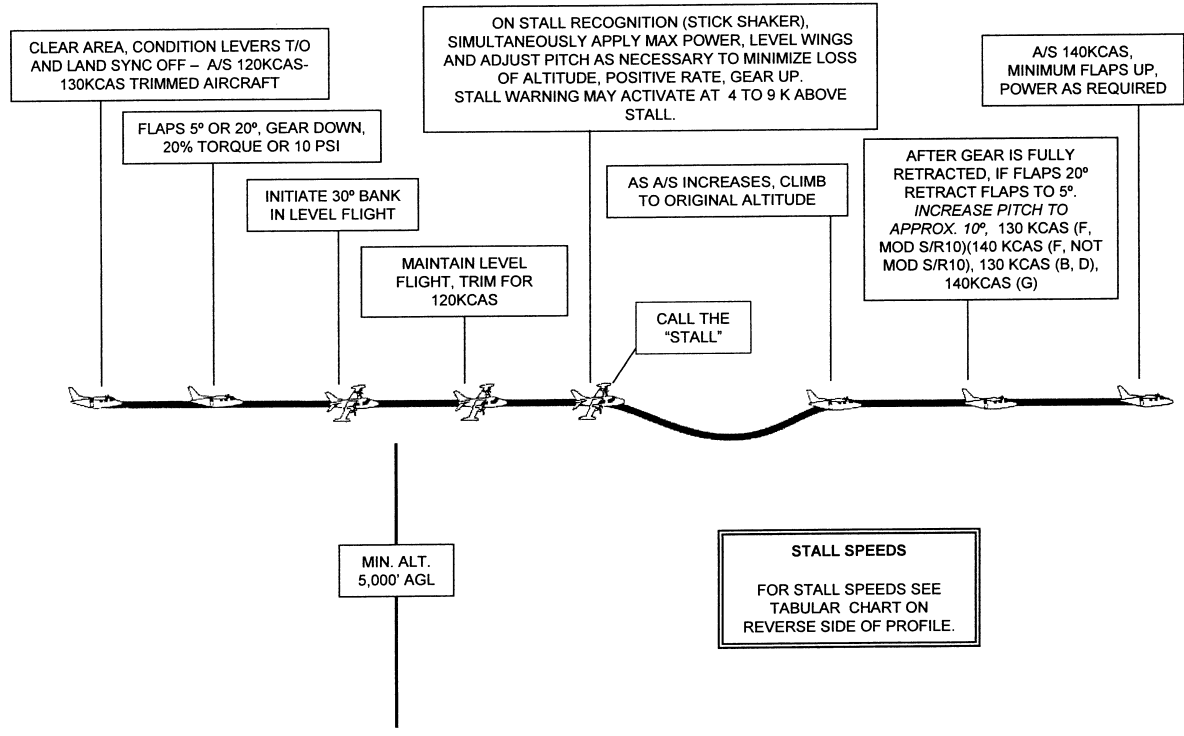 CLEAR AREA, CONDITION LEVERS T/O
AND LAND SYNC OFF – A/S 120KCAS-
130KCAS TRIMMED AIRCRAFT
FLAPS 5º OR 20º, GEAR DOWN,
20% TORQUE OR 10 PSI
INITIATE 30º BANK
IN LEVEL FLIGHT
MAINTAIN LEVEL
FLIGHT, TRIM FOR
120KCAS
ON STALL RECOGNITION (STICK SHAKER),
SIMULTANEOUSLY APPLY MAX POWER, LEVEL WINGS
AND ADJUST PITCH AS NECESSARY TO MINIMIZE LOSS
OF ALTITUDE, POSITIVE RATE, GEAR UP.
STALL WARNING MAY ACTIVATE AT 4 TO 9 K ABOVE
STALL.
CALL THE
“STALL”
AS A/S INCREASES, CLIMB
TO ORIGINAL ALTITUDE
AFTER GEAR IS FULLY
RETRACTED, IF FLAPS 20º
RETRACT FLAPS TO 5º.
INCREASE PITCH TO
APPROX. 10º, 130 KCAS (F,
MOD S/R10)(140 KCAS (F, NOT
MOD S/R10), 130 KCAS (B, D),
140KCAS (G)
A/S 140KCAS,
MINIMUM FLAPS UP,
POWER AS REQUIRED
MIN. ALT.
5,000' AGL
STALL SPEEDS
FOR STALL SPEEDS SEE
TABULAR CHART ON
REVERSE SIDE OF PROFILE.